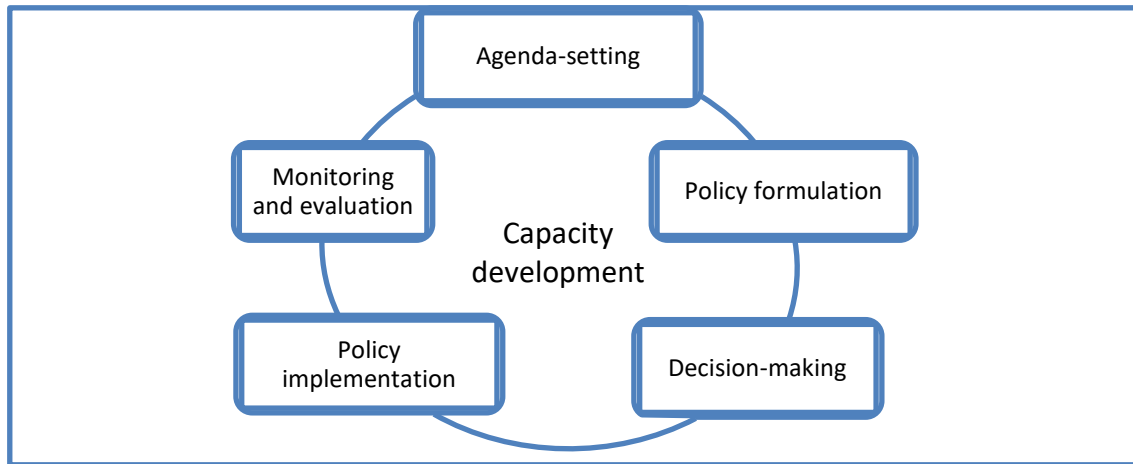 Agenda-setting
Monitoring
and evaluation
Policy formulation
Capacity
development
Policy
implementation
Decision-making